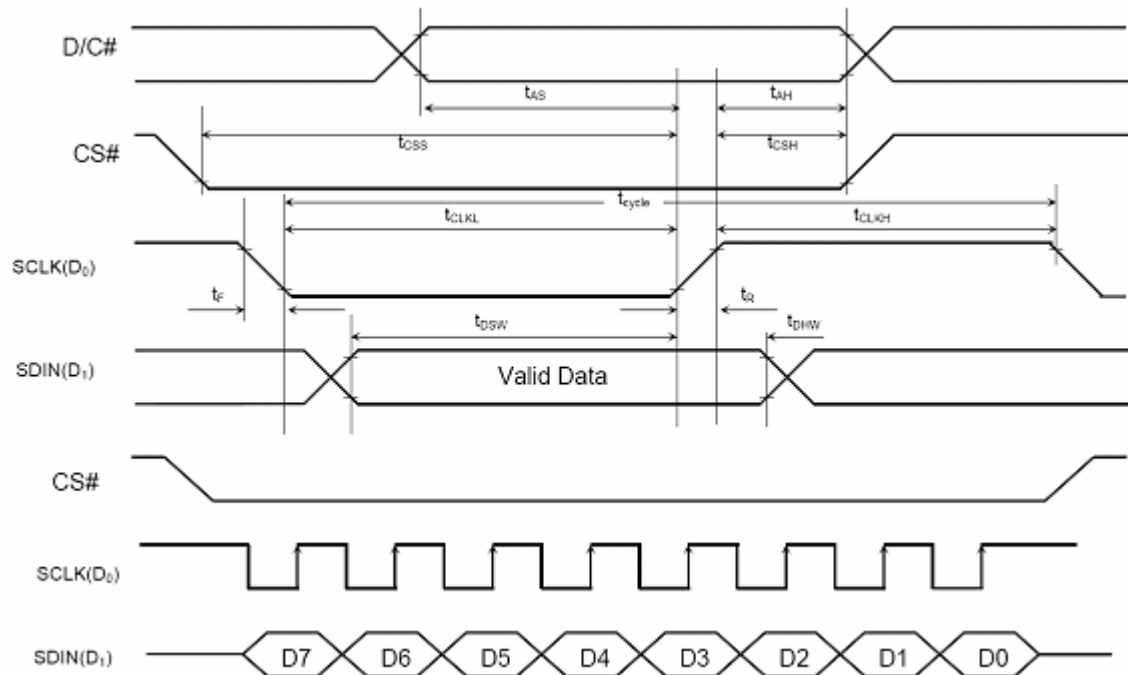 D/C#
tAS
tAH
CS#
tCSS
tCSH
tcycle
tCLKL
tCLKH
SCLK(D0)
tF
tR
tDSW
tDHW
SDIN(D1)
Valid Data
CS#
SCLK(D0)
SDIN(D1)
D7 D6 D5 D4 D3 D2 D1 D0